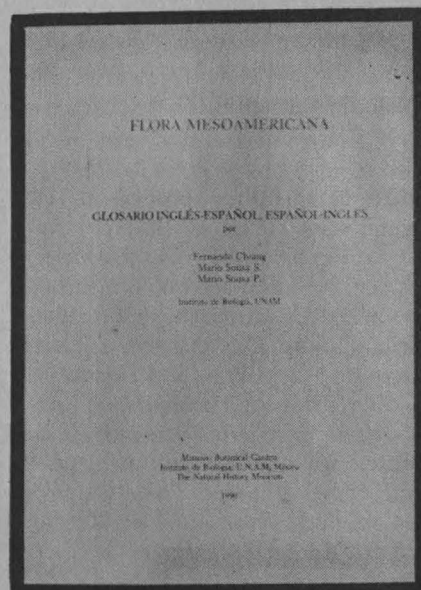 FLORA MESOAMERICANA
GLOSARIO INGLÉS-ESPAÑOL, ESPAÑOL-INGLÉS
por
Fernando Chiang
Mario Sousa S.
Mario Sousa P.
Instituto de Biología, UNAM
Missouri Botanical Garden
Instituto de Biología, U.N.A.M., México
The Natural History Museum
1990